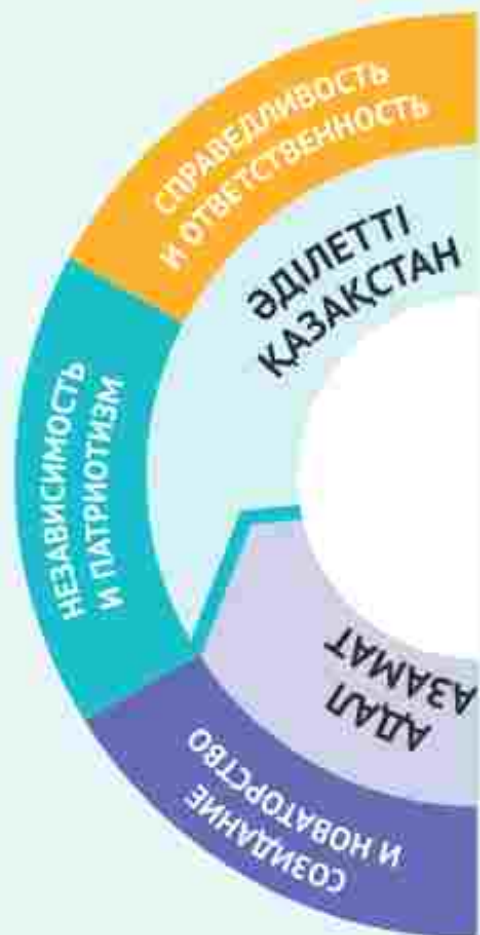 СПРАВЕДЛИВОСТЬ
И ОТВЕТСТВЕННОСТЬ
ӘДІЛЕТТІ
ҚАЗАҚСТАН
НЕЗАВИСИМОСТЬ
И ПАТРИОТИЗМ
АДАЛ
АЗАМАТ
СОЗИДАНИЕ
И НОВАТОРСТВО